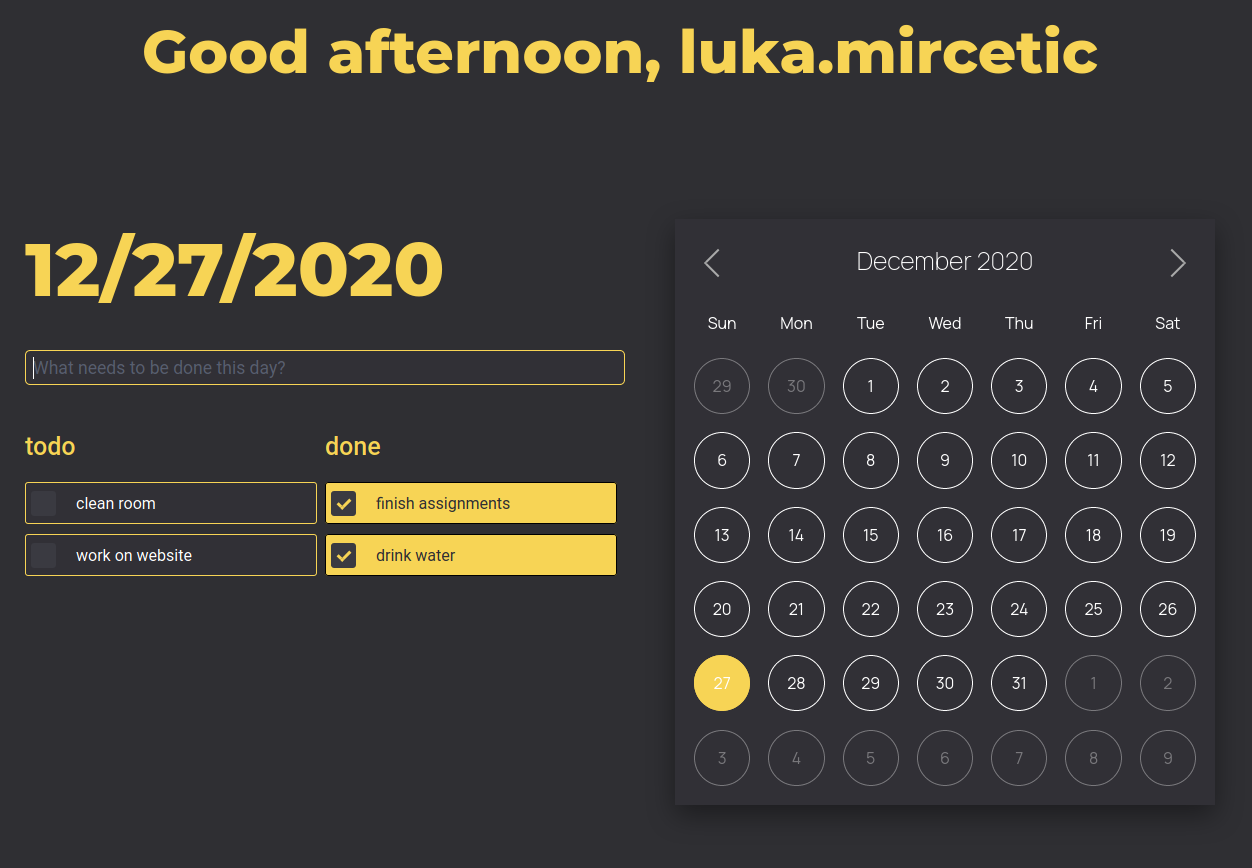 Good afternoon, luka.mircetic
12/27/2020
What needs to be done this day?
todo
clean room
work on website
done
finish assignments
drink water
December 2020
Sun Mon Tue Wed Thu Fri Sat
29 30 1 2 3 4 5
6 7 8 9 10 11 12
13 14 15 16 17 18 19
20 21 22 23 24 25 26
27 28 29 30 31 1 2
3 4 5 6 7 8 9